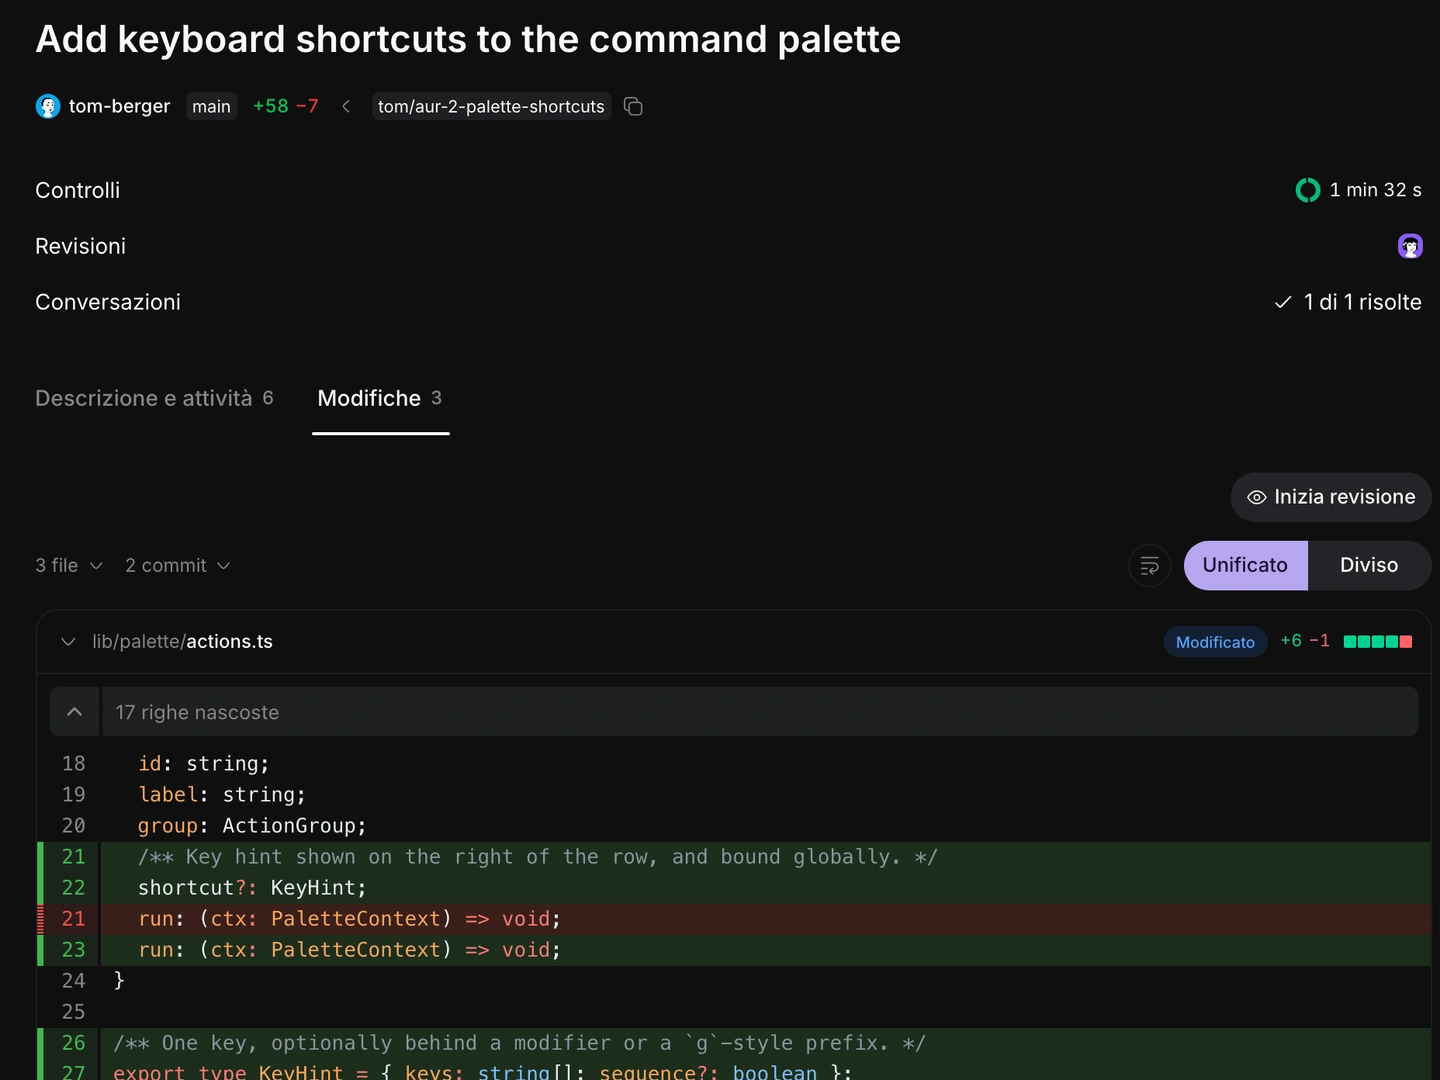 Add keyboard shortcuts to the command palette
tom-berger main +58 −7 tom/aur-2-palette-shortcuts
Controlli 1 min 32 s
Revisioni
Conversazioni 1 di 1 risolte
Descrizione e attività 6 Modifiche 3
Inizia revisione
3 file 2 commit Unificato Diviso
lib/palette/actions.ts Modificato +6 −1
17 righe nascoste
18 id: string;
19 label: string;
20 group: ActionGroup;
21 /** Key hint shown on the right of the row, and bound globally. */
22 shortcut?: KeyHint;
21 run: (ctx: PaletteContext) => void;
23 run: (ctx: PaletteContext) => void;
24 }
25
26 /** One key, optionally behind a modifier or a `g`-style prefix. */
27 export type KeyHint = { keys: string[]; sequence?: boolean };